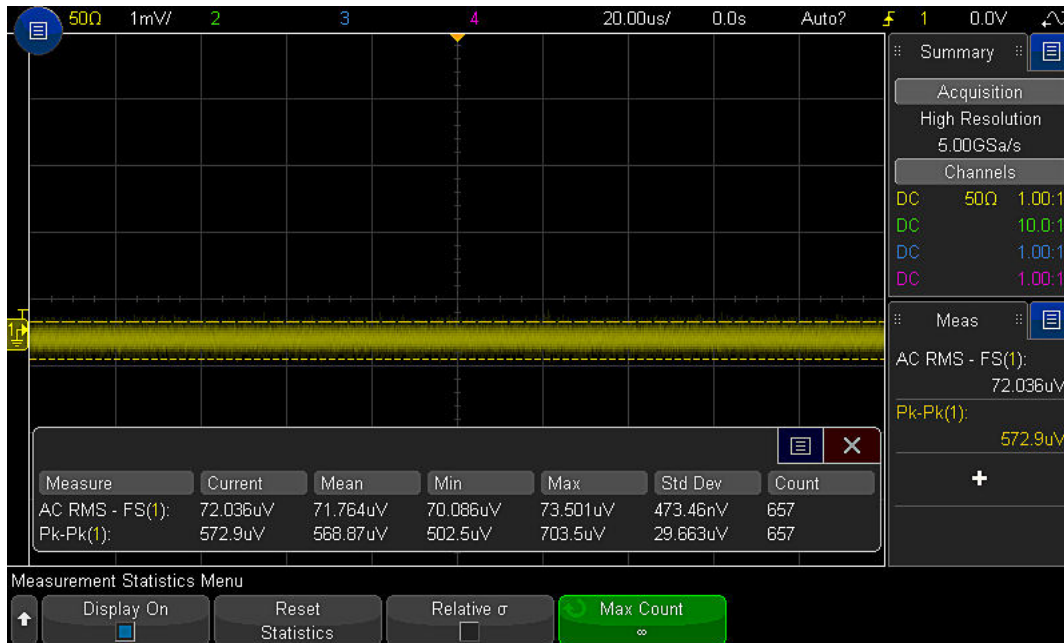 50Ω 1mV/ 2 3 4 20.00us/ 0.0s Auto? 1 0.0V
Summary
Acquisition
High Resolution
5.00GSa/s
Channels
DC 50Ω 1.00:1
DC 10.0:1
DC 1.00:1
DC 1.00:1
T
1
Meas
AC RMS - FS(1):
72.036uV
Pk-Pk(1):
572.9uV
+
Measure Current Mean Min Max Std Dev Count
AC RMS - FS(1): 72.036uV 71.764uV 70.086uV 73.501uV 473.46nV 657
Pk-Pk(1): 572.9uV 568.87uV 502.5uV 703.5uV 29.663uV 657
Measurement Statistics Menu
Display On Reset Statistics Relative σ Max Count
∞